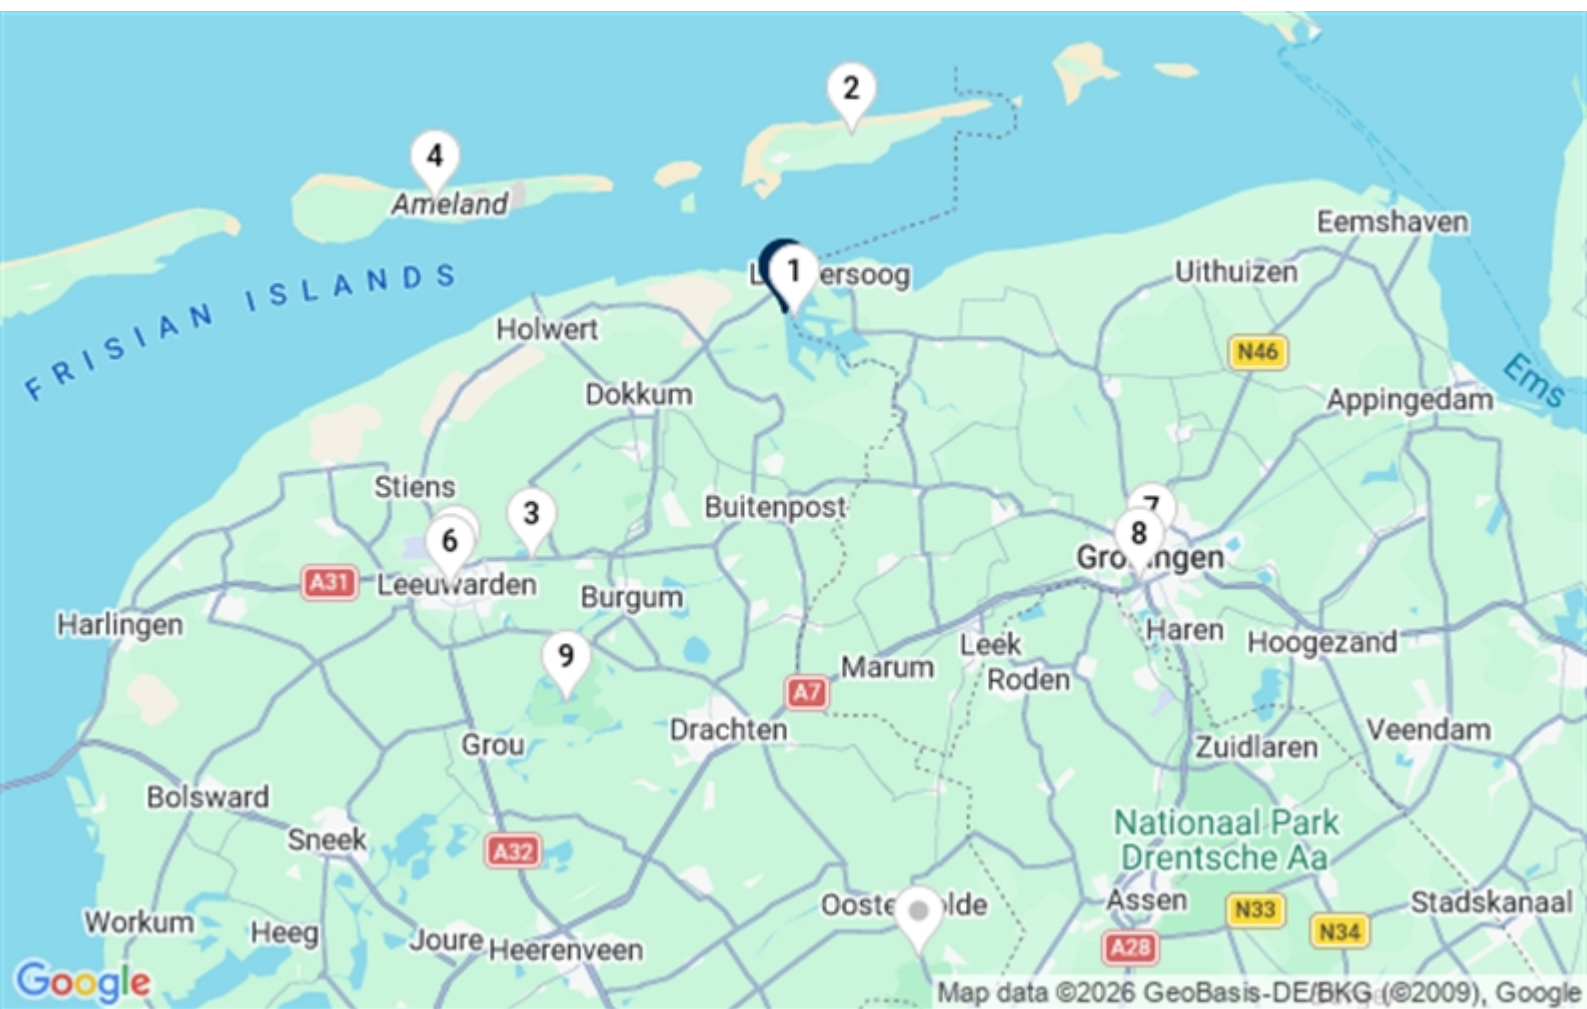 2
4
Ameland
Eemshaven
1
Uithuizen
FRISIAN ISLANDS
Holwert
N46
Ems
Dokkum
Appingedam
Stiens
3
Buitenpost
7
6
8
A31
Leeuwarden
Burgum
Harlingen
Haren
Hoogezand
9
Leek
Marum
Roden
A7
Drachten
Grou
Zuidlaren
Veendam
Bolsward
Sneek
A32
Nationaal Park
Drentsche Aa
Assen
N33
Stadskanaal
Workum
Heeg
Joure
Heerenveen
N34
A28
Google
Map data ©2026 GeoBasis-DE/BKG (©2009), Google